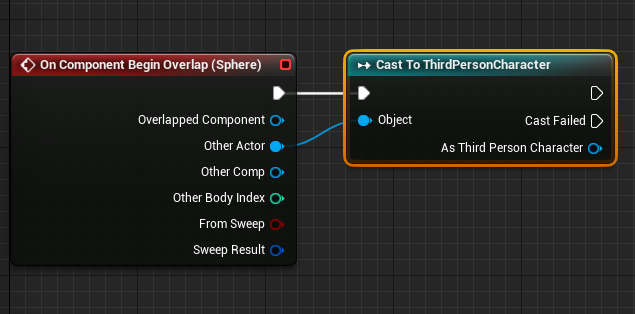 On Component Begin Overlap (Sphere)
Overlapped Component
Other Actor
Other Comp
Other Body Index
From Sweep
Sweep Result
Cast To ThirdPersonCharacter
Object
Cast Failed
As Third Person Character